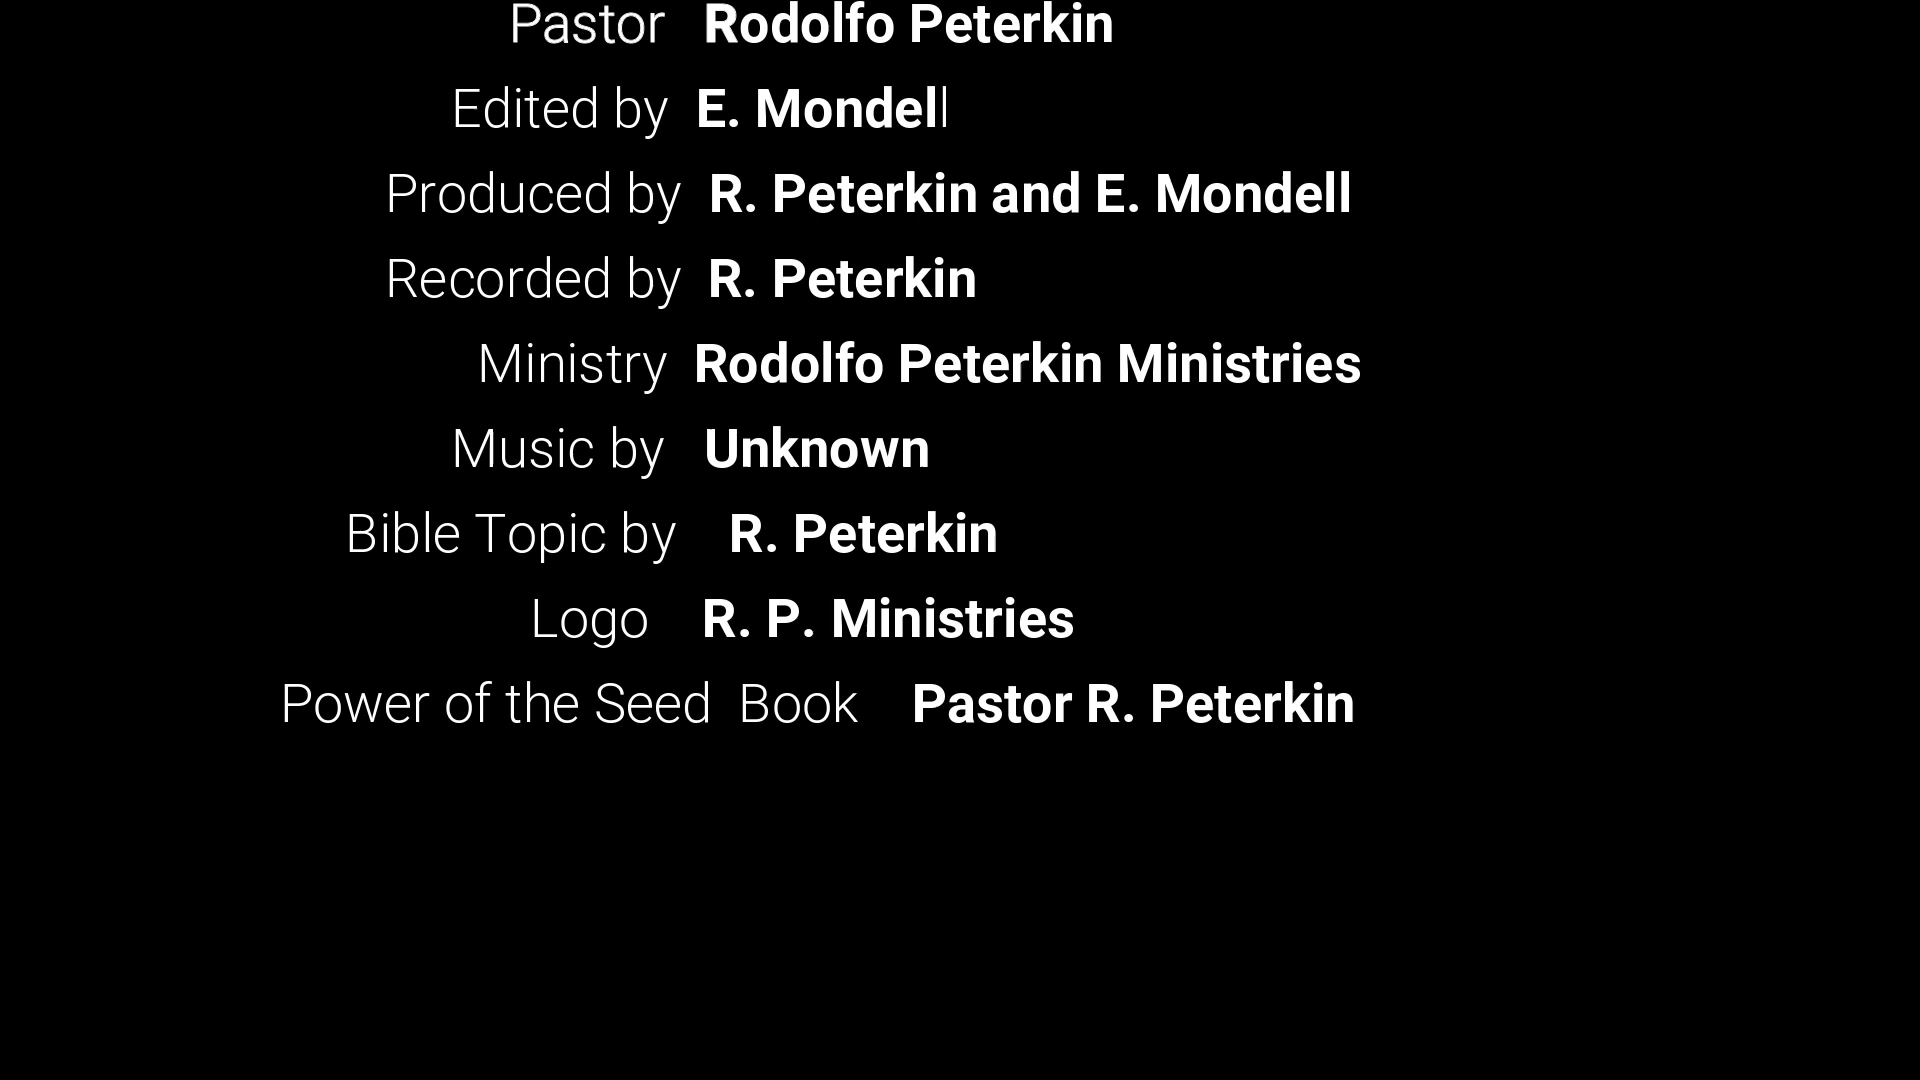 Pastor Rodolfo Peterkin
Edited by E. Mondell
Produced by R. Peterkin and E. Mondell
Recorded by R. Peterkin
Ministry Rodolfo Peterkin Ministries
Music by Unknown
Bible Topic by R. Peterkin
Logo R. P. Ministries
Power of the Seed Book Pastor R. Peterkin